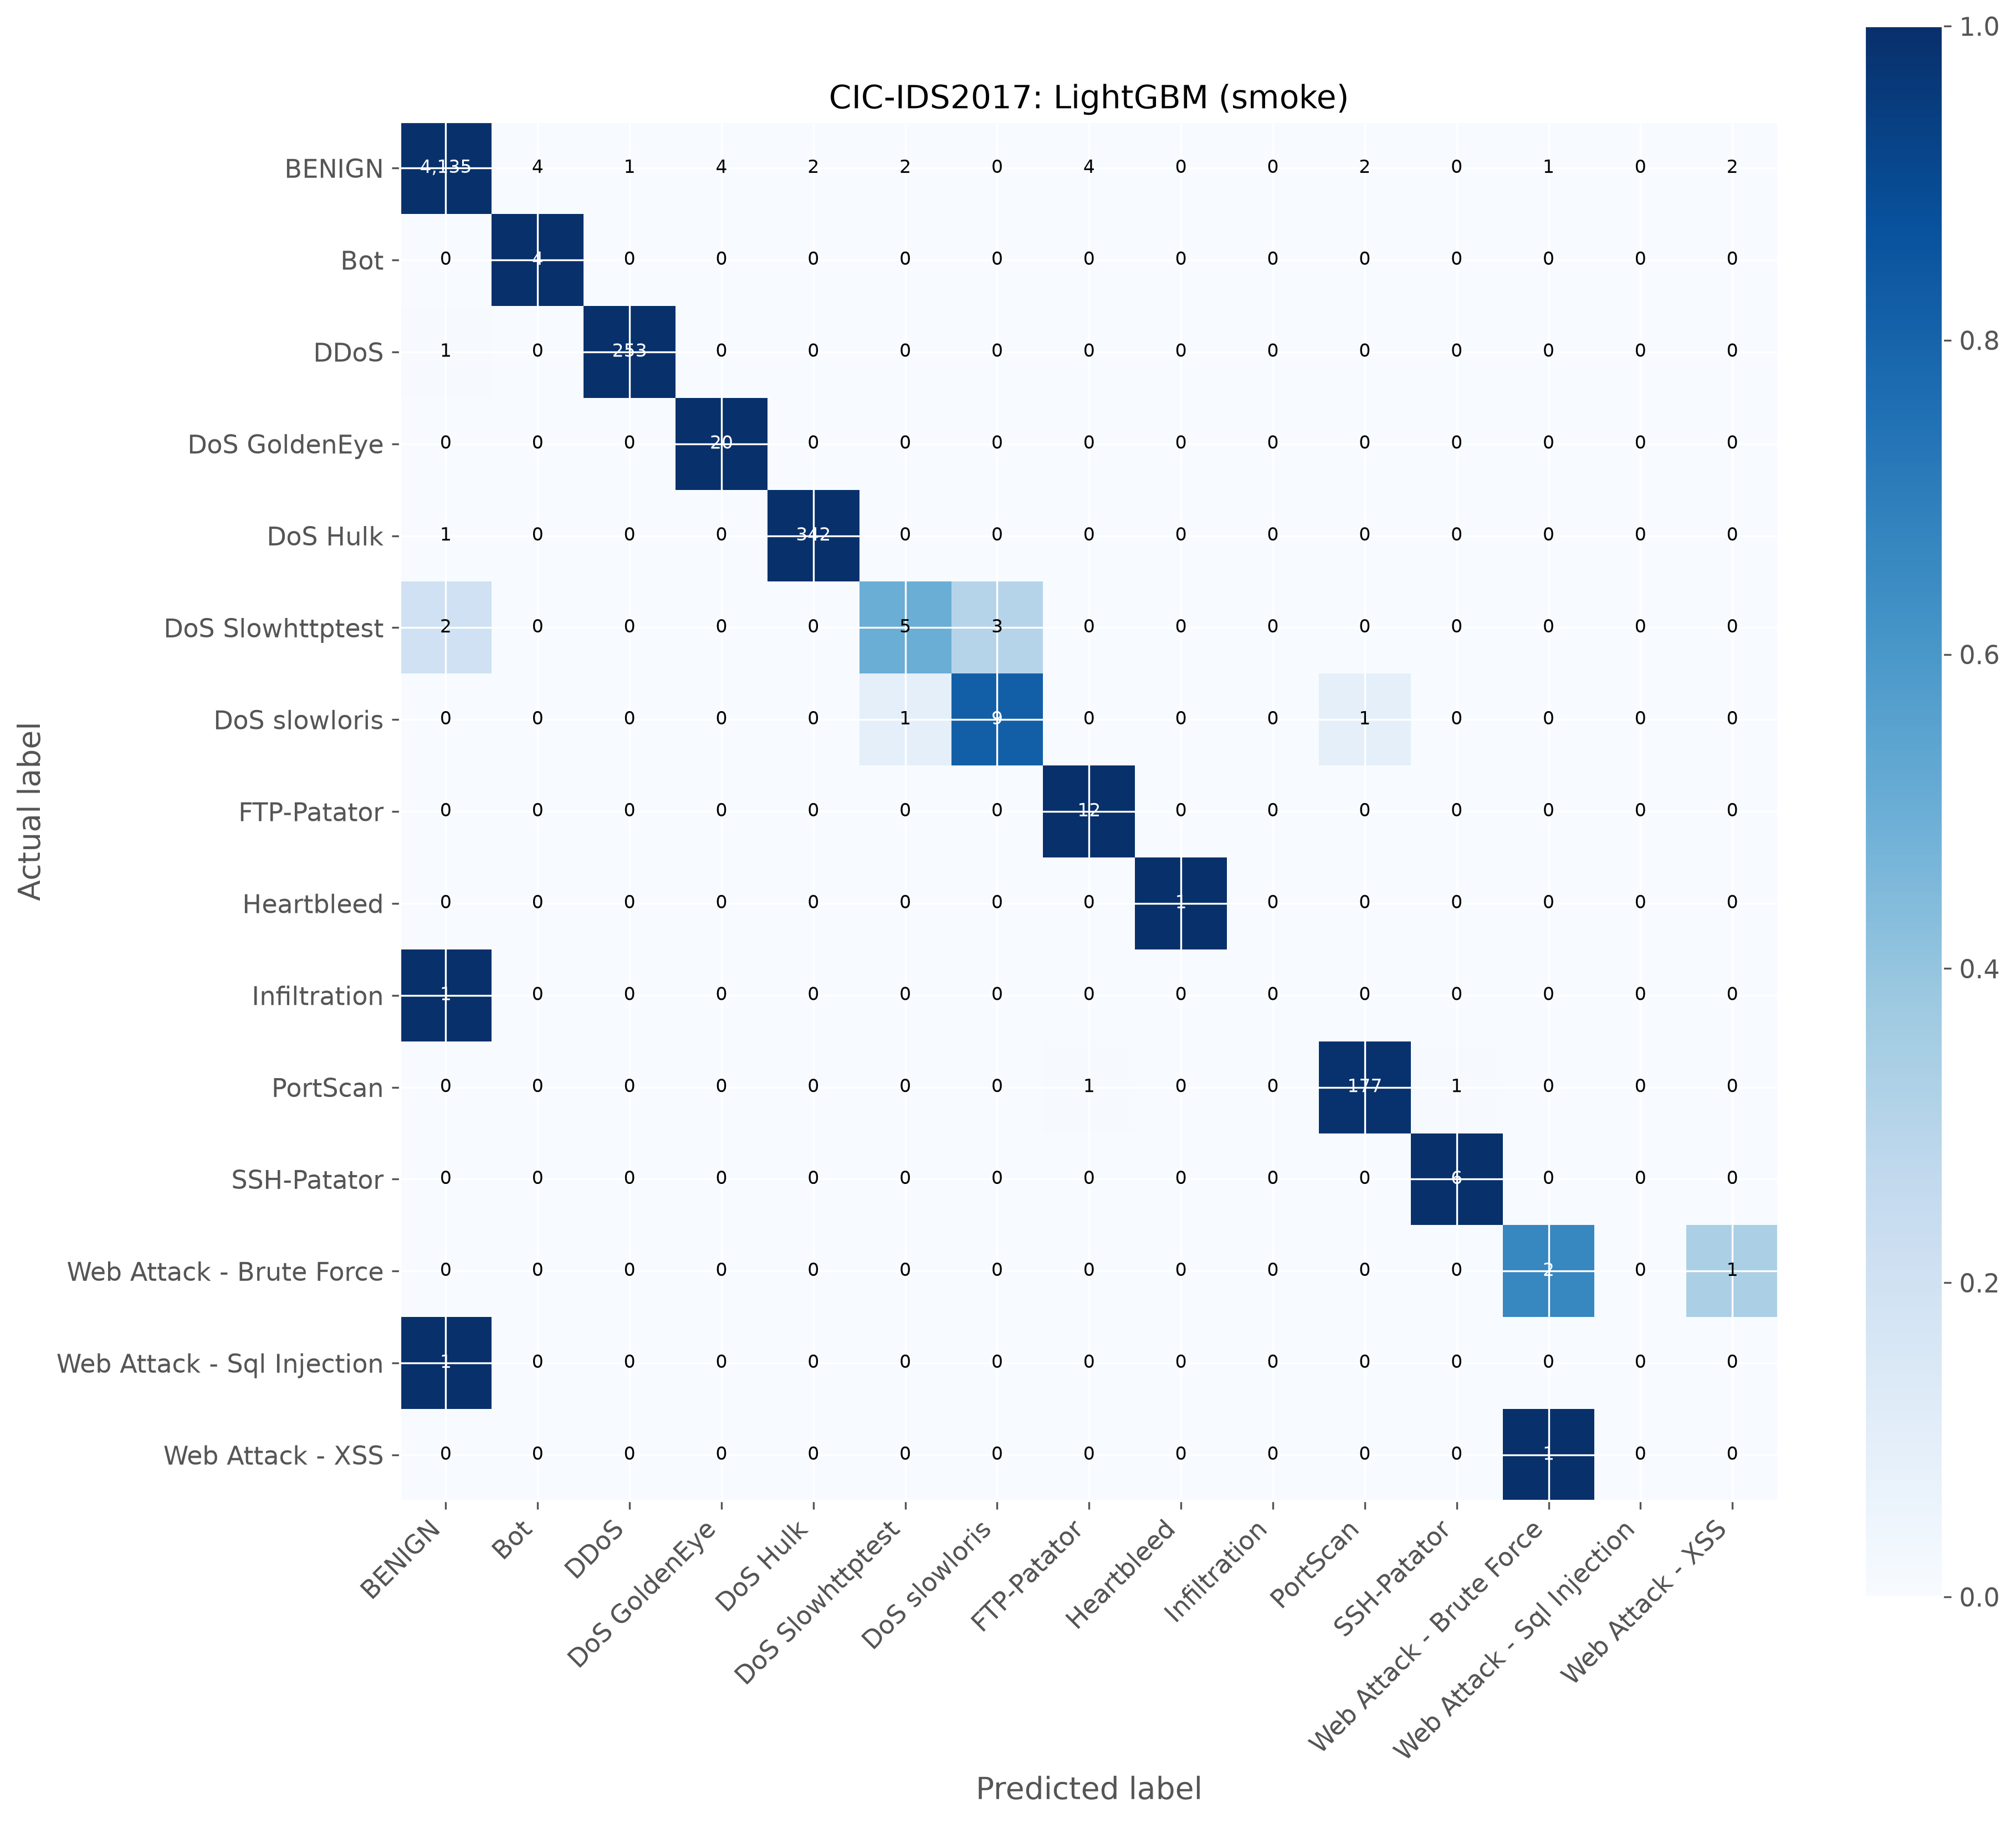 CIC-IDS2017: LightGBM (smoke)
1.0
BENIGN 4,135 4 1 4 2 2 0 4 0 0 2 0 1 0 2
Bot 0 4 0 0 0 0 0 0 0 0 0 0 0 0 0
DDoS 1 0 253 0 0 0 0 0 0 0 0 0 0 0 0
0.8
DoS GoldenEye 0 0 0 20 0 0 0 0 0 0 0 0 0 0 0
DoS Hulk 1 0 0 0 342 0 0 0 0 0 0 0 0 0 0
DoS Slowhttptest 2 0 0 0 0 5 3 0 0 0 0 0 0 0 0
0.6
DoS slowloris 0 0 0 0 0 1 9 0 0 0 1 0 0 0 0
FTP-Patator 0 0 0 0 0 0 0 12 0 0 0 0 0 0 0
Actual label
Heartbleed 0 0 0 0 0 0 0 0 1 0 0 0 0 0 0
0.4
Infiltration 1 0 0 0 0 0 0 0 0 0 0 0 0 0 0
PortScan 0 0 0 0 0 0 0 1 0 0 177 1 0 0 0
SSH-Patator 0 0 0 0 0 0 0 0 0 0 0 6 0 0 0
Web Attack - Brute Force 0 0 0 0 0 0 0 0 0 0 0 0 2 0 1
0.2
Web Attack - Sql Injection 1 0 0 0 0 0 0 0 0 0 0 0 0 0 0
Web Attack - XSS 0 0 0 0 0 0 0 0 0 0 0 0 1 0 0
0.0
BENIGN
Bot
DDoS
DoS GoldenEye
DoS Hulk
DoS Slowhttptest
DoS slowloris
FTP-Patator
Heartbleed
Infiltration
PortScan
SSH-Patator
Web Attack - Brute Force
Web Attack - Sql Injection
Web Attack - XSS
Predicted label